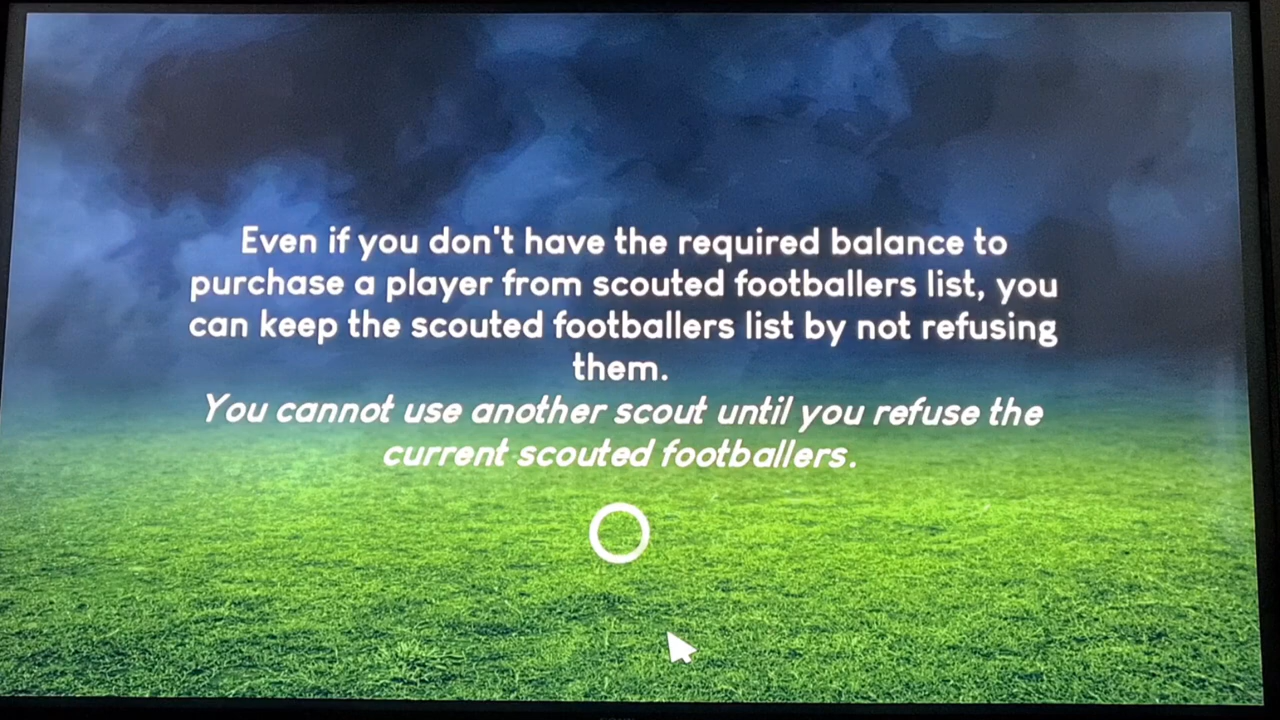 Even if you don't have the required balance to
purchase a player from scouted footballers list, you
can keep the scouted footballers list by not refusing
them.
You cannot use another scout until you refuse the
current scouted footballers.